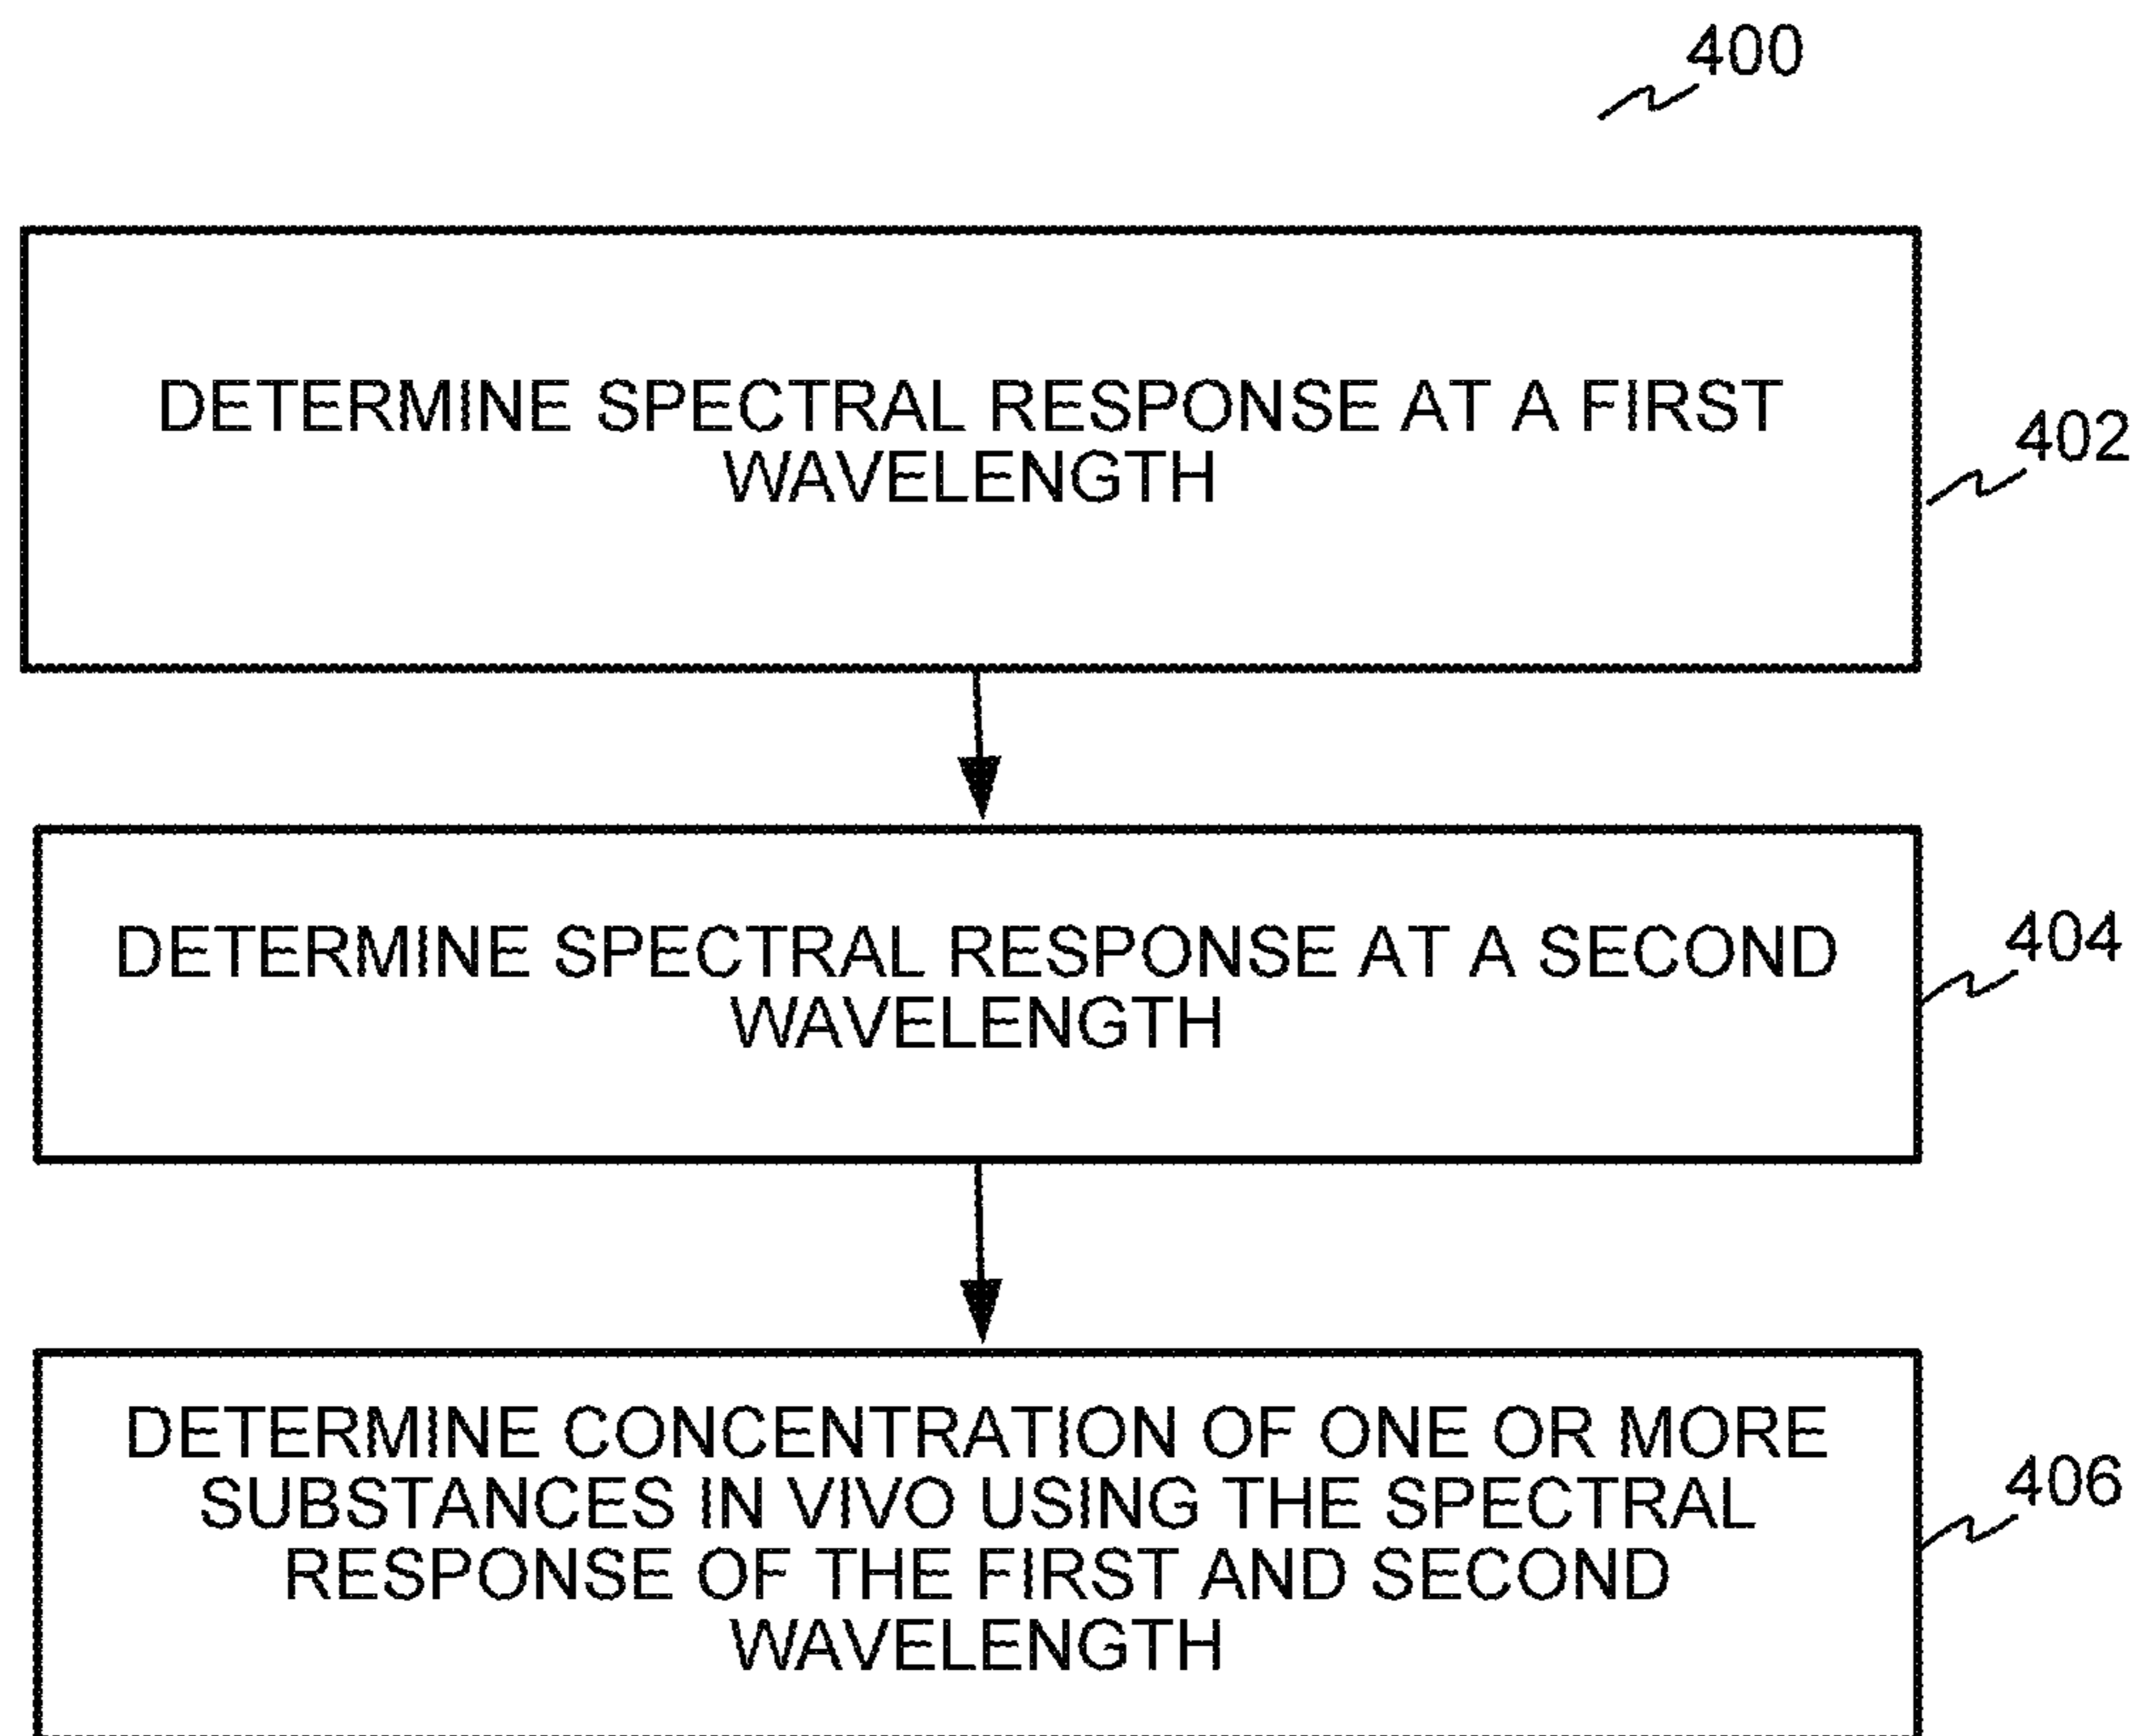 400
DETERMINE SPECTRAL RESPONSE AT A FIRST
WAVELENGTH
402
DETERMINE SPECTRAL RESPONSE AT A SECOND
WAVELENGTH
404
DETERMINE CONCENTRATION OF ONE OR MORE
SUBSTANCES IN VIVO USING THE SPECTRAL
RESPONSE OF THE FIRST AND SECOND
WAVELENGTH
406